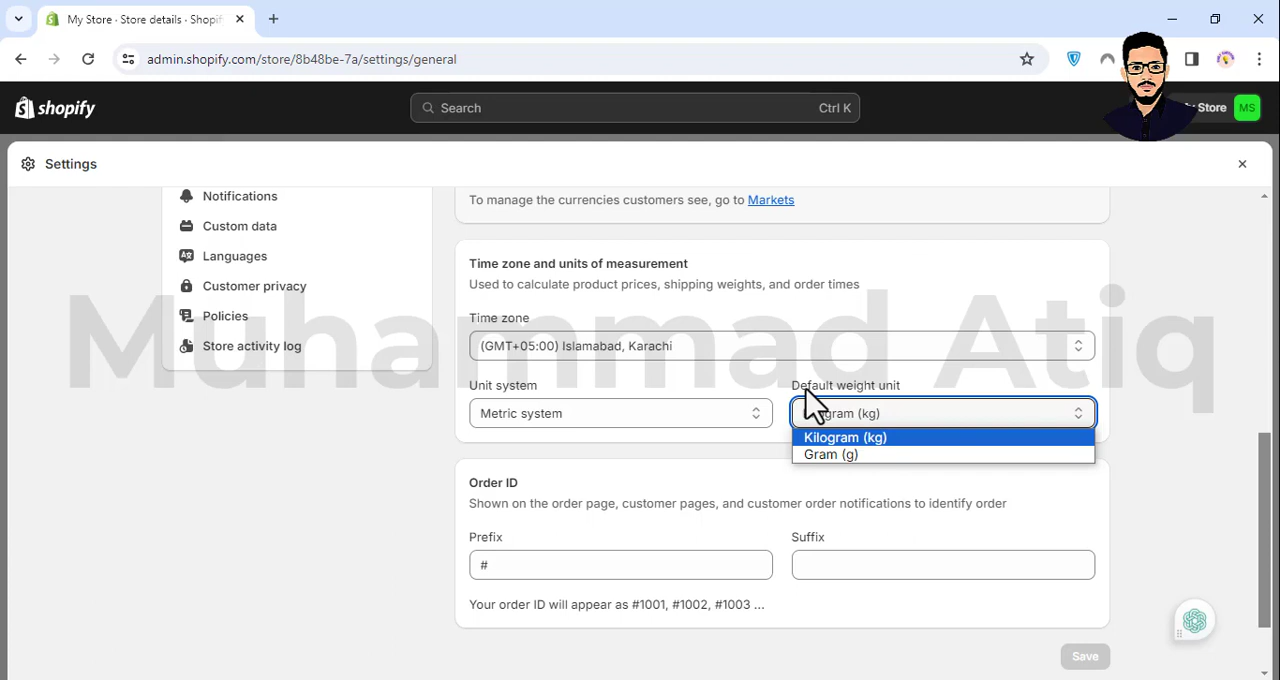 My Store · Store details · Shopif
admin.shopify.com/store/8b48be-7a/settings/general
shopify
Search
Ctrl K
Store
MS
Settings
Notifications
Custom data
Languages
Customer privacy
Policies
Store activity log
To manage the currencies customers see, go to Markets
Time zone and units of measurement
Used to calculate product prices, shipping weights, and order times
Time zone
(GMT+05:00) Islamabad, Karachi
Muhammad Atiq
Unit system
Default weight unit
Metric system
gram (kg)
Kilogram (kg)
Gram (g)
Order ID
Shown on the order page, customer pages, and customer order notifications to identify order
Prefix
Suffix
#
Your order ID will appear as #1001, #1002, #1003 ...
Save